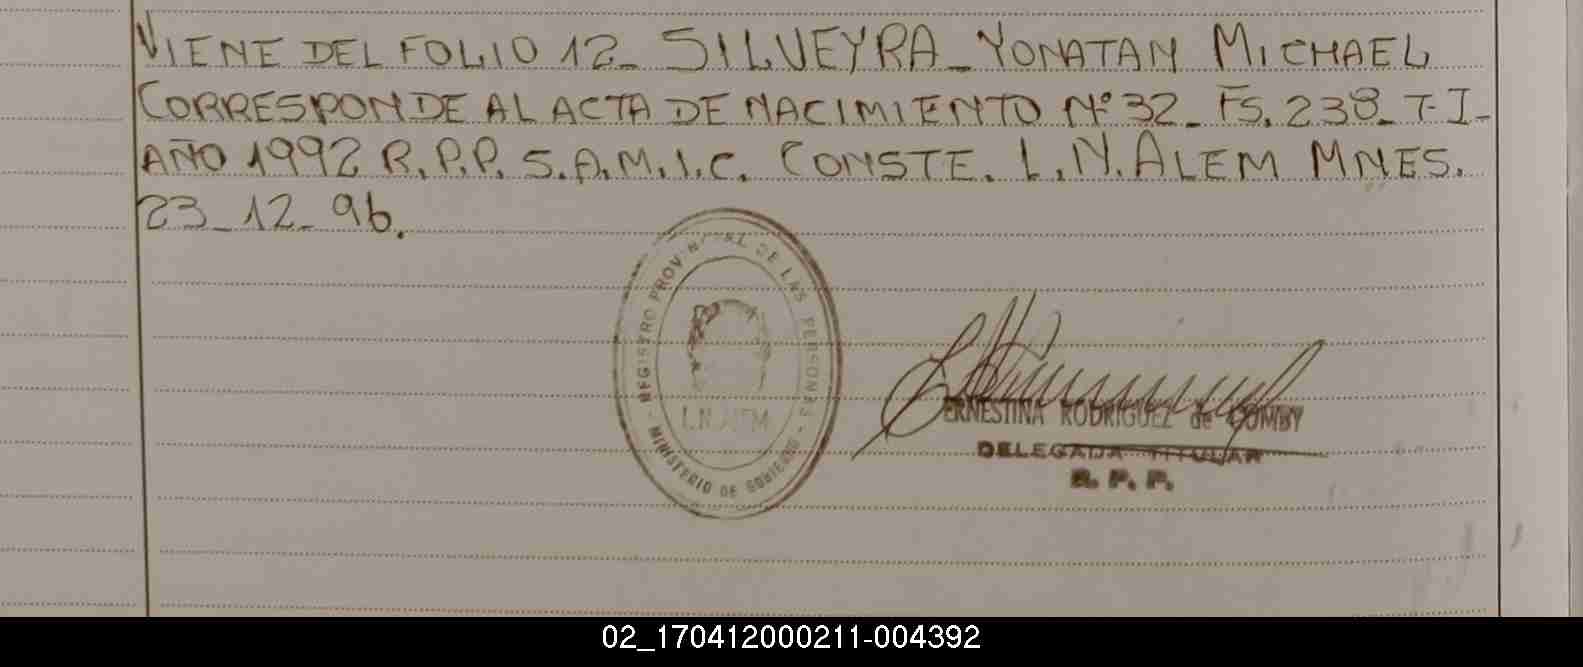 VIENE DEL FOLIO 12_ SILVEYRA_ YONATAN MICHAEL
CORRESPONDE AL ACTA DE NACIMIENTO Nº 32_ FS. 238_ T-I-
AÑO 1992 R.P.P. S.A.M.I.C. CONSTE. L.N.ALEM MNES.
23_12_96.
REGISTRO PROVINCIAL DE LAS PERSONAS -
L.N.ALEM
MINISTERIO DE GOBIERNO
ERNESTINA RODRIGUEZ de GOMBY
DELEGADA TITULAR
R. P. P.
02_170412000211-004392